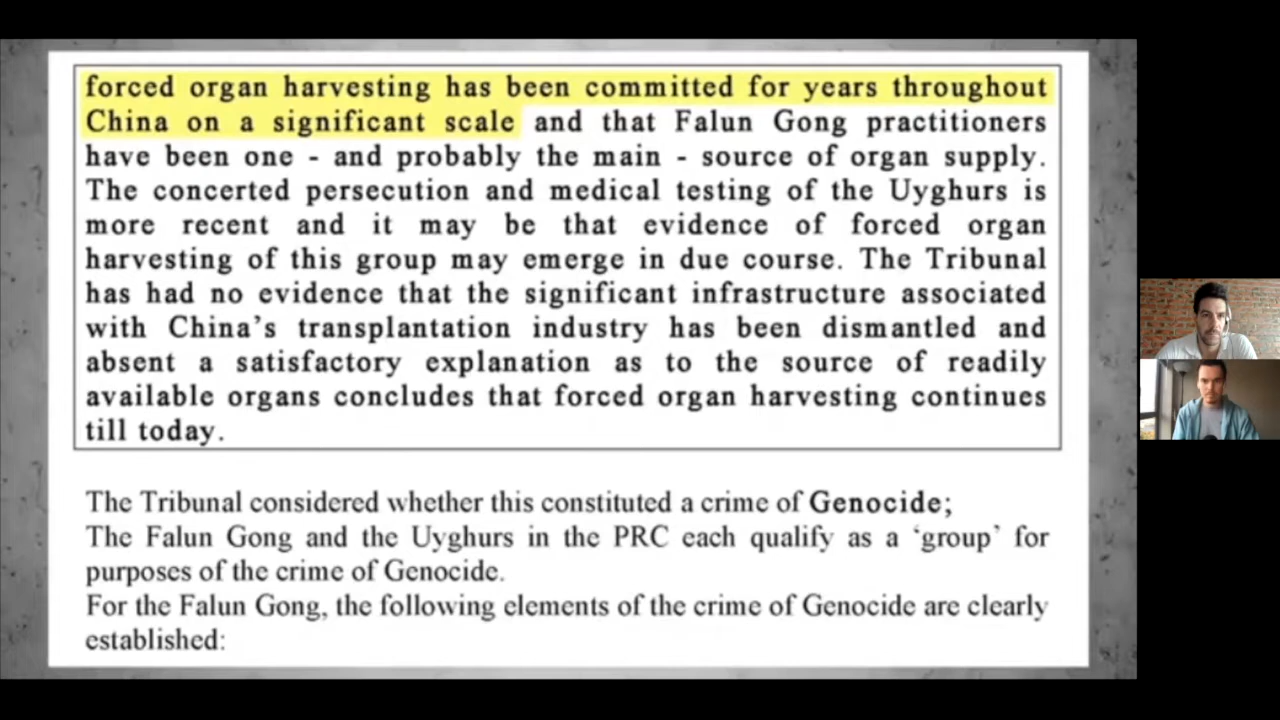 forced organ harvesting has been committed for years throughout
China on a significant scale and that Falun Gong practitioners
have been one - and probably the main - source of organ supply.
The concerted persecution and medical testing of the Uyghurs is
more recent and it may be that evidence of forced organ
harvesting of this group may emerge in due course. The Tribunal
has had no evidence that the significant infrastructure associated
with China's transplantation industry has been dismantled and
absent a satisfactory explanation as to the source of readily
available organs concludes that forced organ harvesting continues
till today.
The Tribunal considered whether this constituted a crime of Genocide;
The Falun Gong and the Uyghurs in the PRC each qualify as a ‘group’ for
purposes of the crime of Genocide.
For the Falun Gong, the following elements of the crime of Genocide are clearly
established: